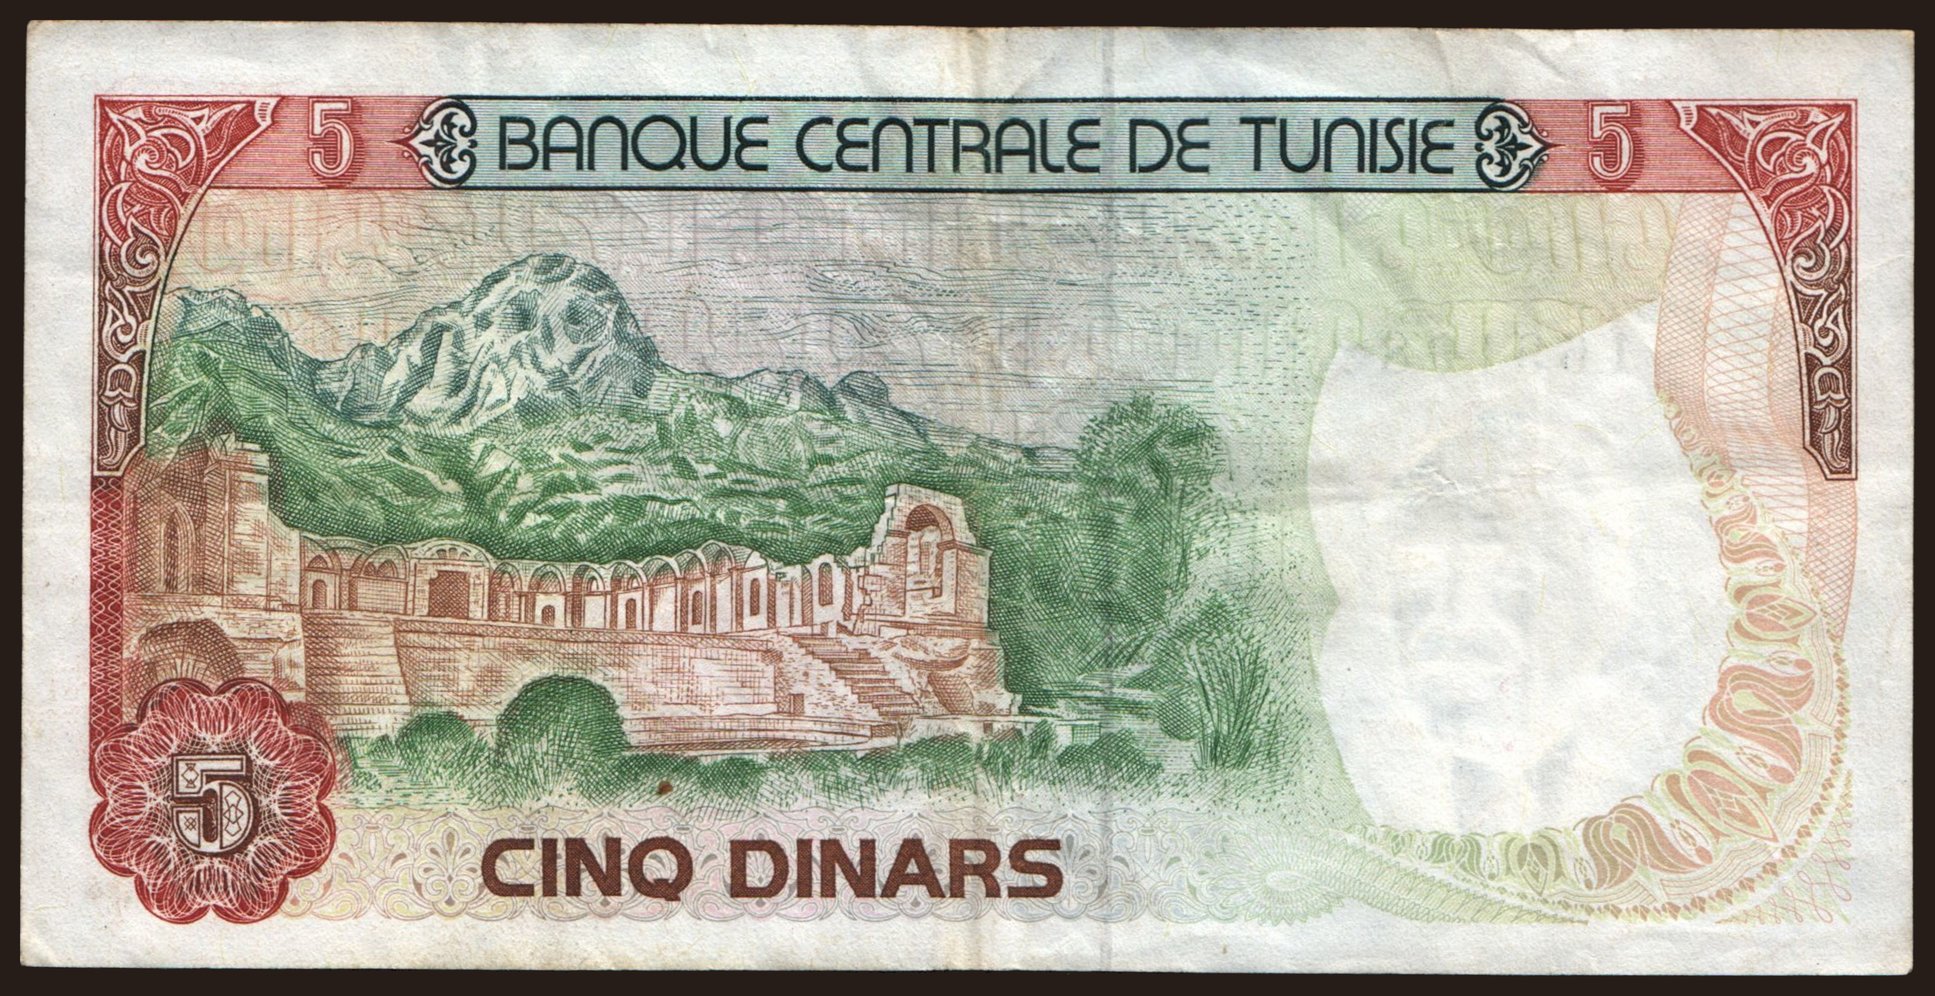 5 BANQUE CENTRALE DE TUNISIE 5
5
CINQ DINARS